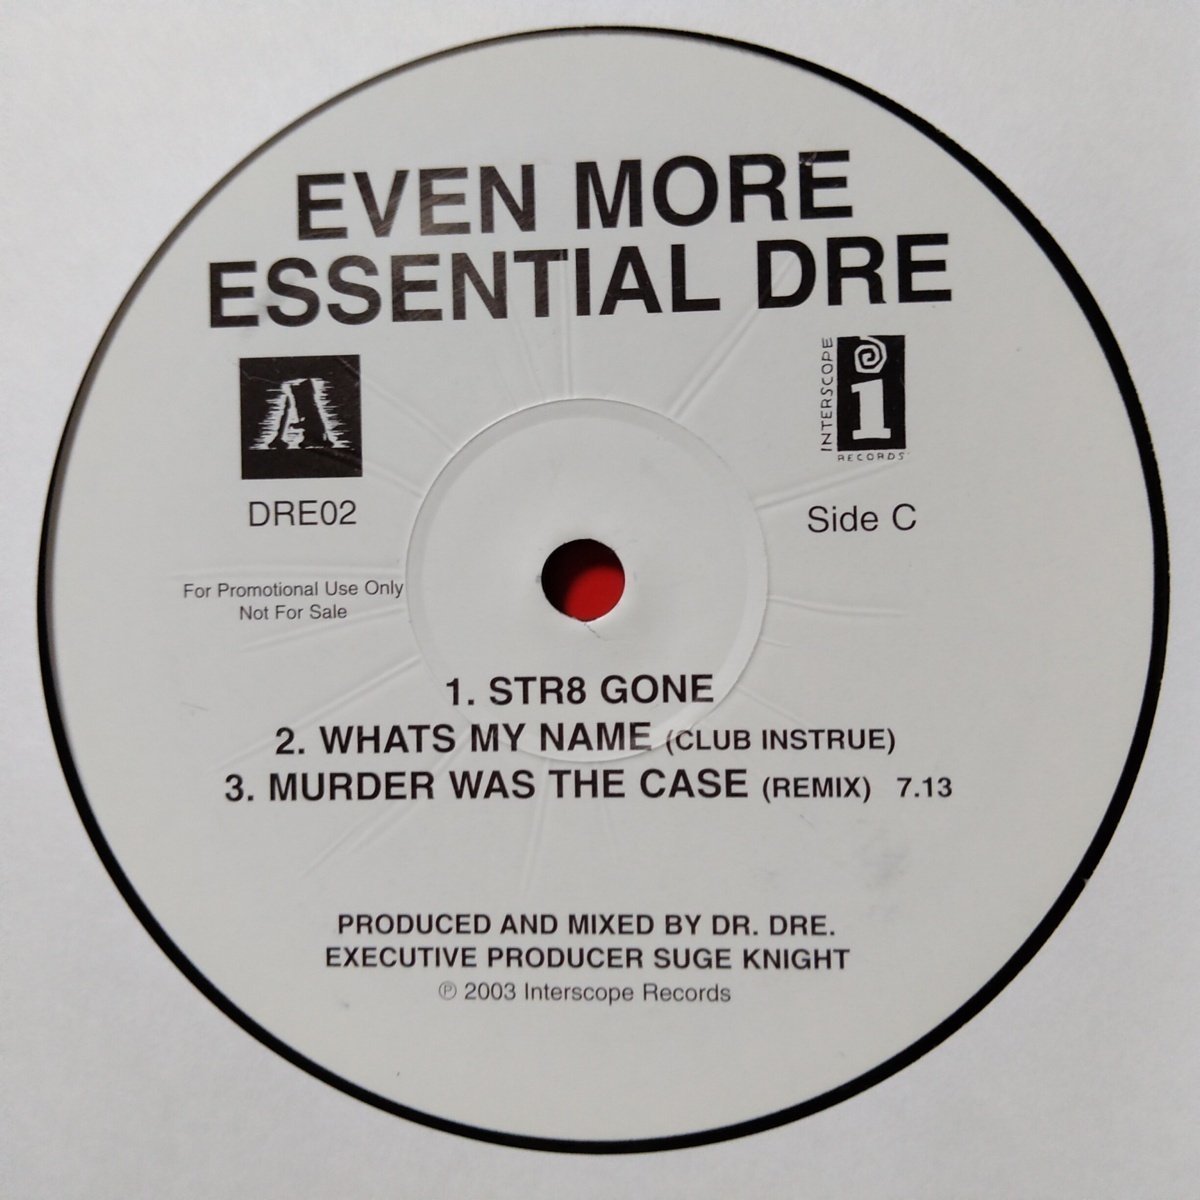 EVEN MORE
ESSENTIAL DRE
A
INTERSCOPE
i
RECORDS
DRE02
Side C
For Promotional Use Only
Not For Sale
1. STR8 GONE
2. WHATS MY NAME (CLUB INSTRUE)
3. MURDER WAS THE CASE (REMIX) 7.13
PRODUCED AND MIXED BY DR. DRE.
EXECUTIVE PRODUCER SUGE KNIGHT
℗ 2003 Interscope Records